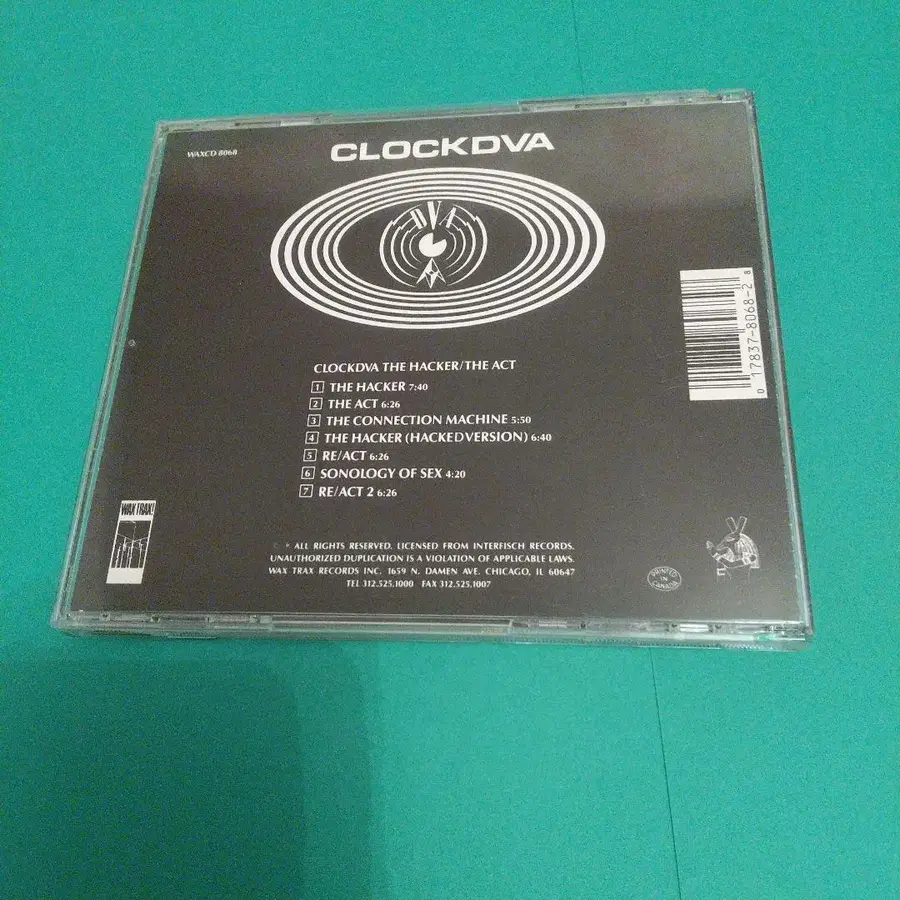 WAXCD 8068
CLOCKDVA
DVA
CLOCKDVA THE HACKER/THE ACT
1 THE HACKER 7:40
2 THE ACT 6:26
3 THE CONNECTION MACHINE 5:50
4 THE HACKER (HACKED VERSION) 6:40
5 RE/ACT 6:26
6 SONOLOGY OF SEX 4:20
7 RE/ACT 2 6:26
0 17837-8068-2 8
WAX TRAX!
ALL RIGHTS RESERVED. LICENSED FROM INTERFISCH RECORDS.
UNAUTHORIZED DUPLICATION IS A VIOLATION OF APPLICABLE LAWS.
WAX TRAX RECORDS INC. 1659 N. DAMEN AVE. CHICAGO, IL 60647
TEL 312.525.1000 FAX 312.525.1007
PRINTED
IN
CANADA